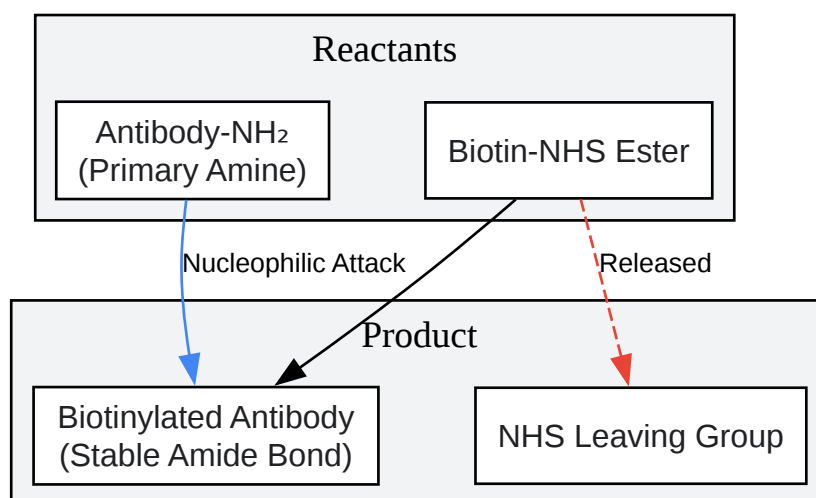 Reactants
Antibody-NH₂
(Primary Amine)
Biotin-NHS Ester
Nucleophilic Attack
Released
Product
Biotinylated Antibody
(Stable Amide Bond)
NHS Leaving Group